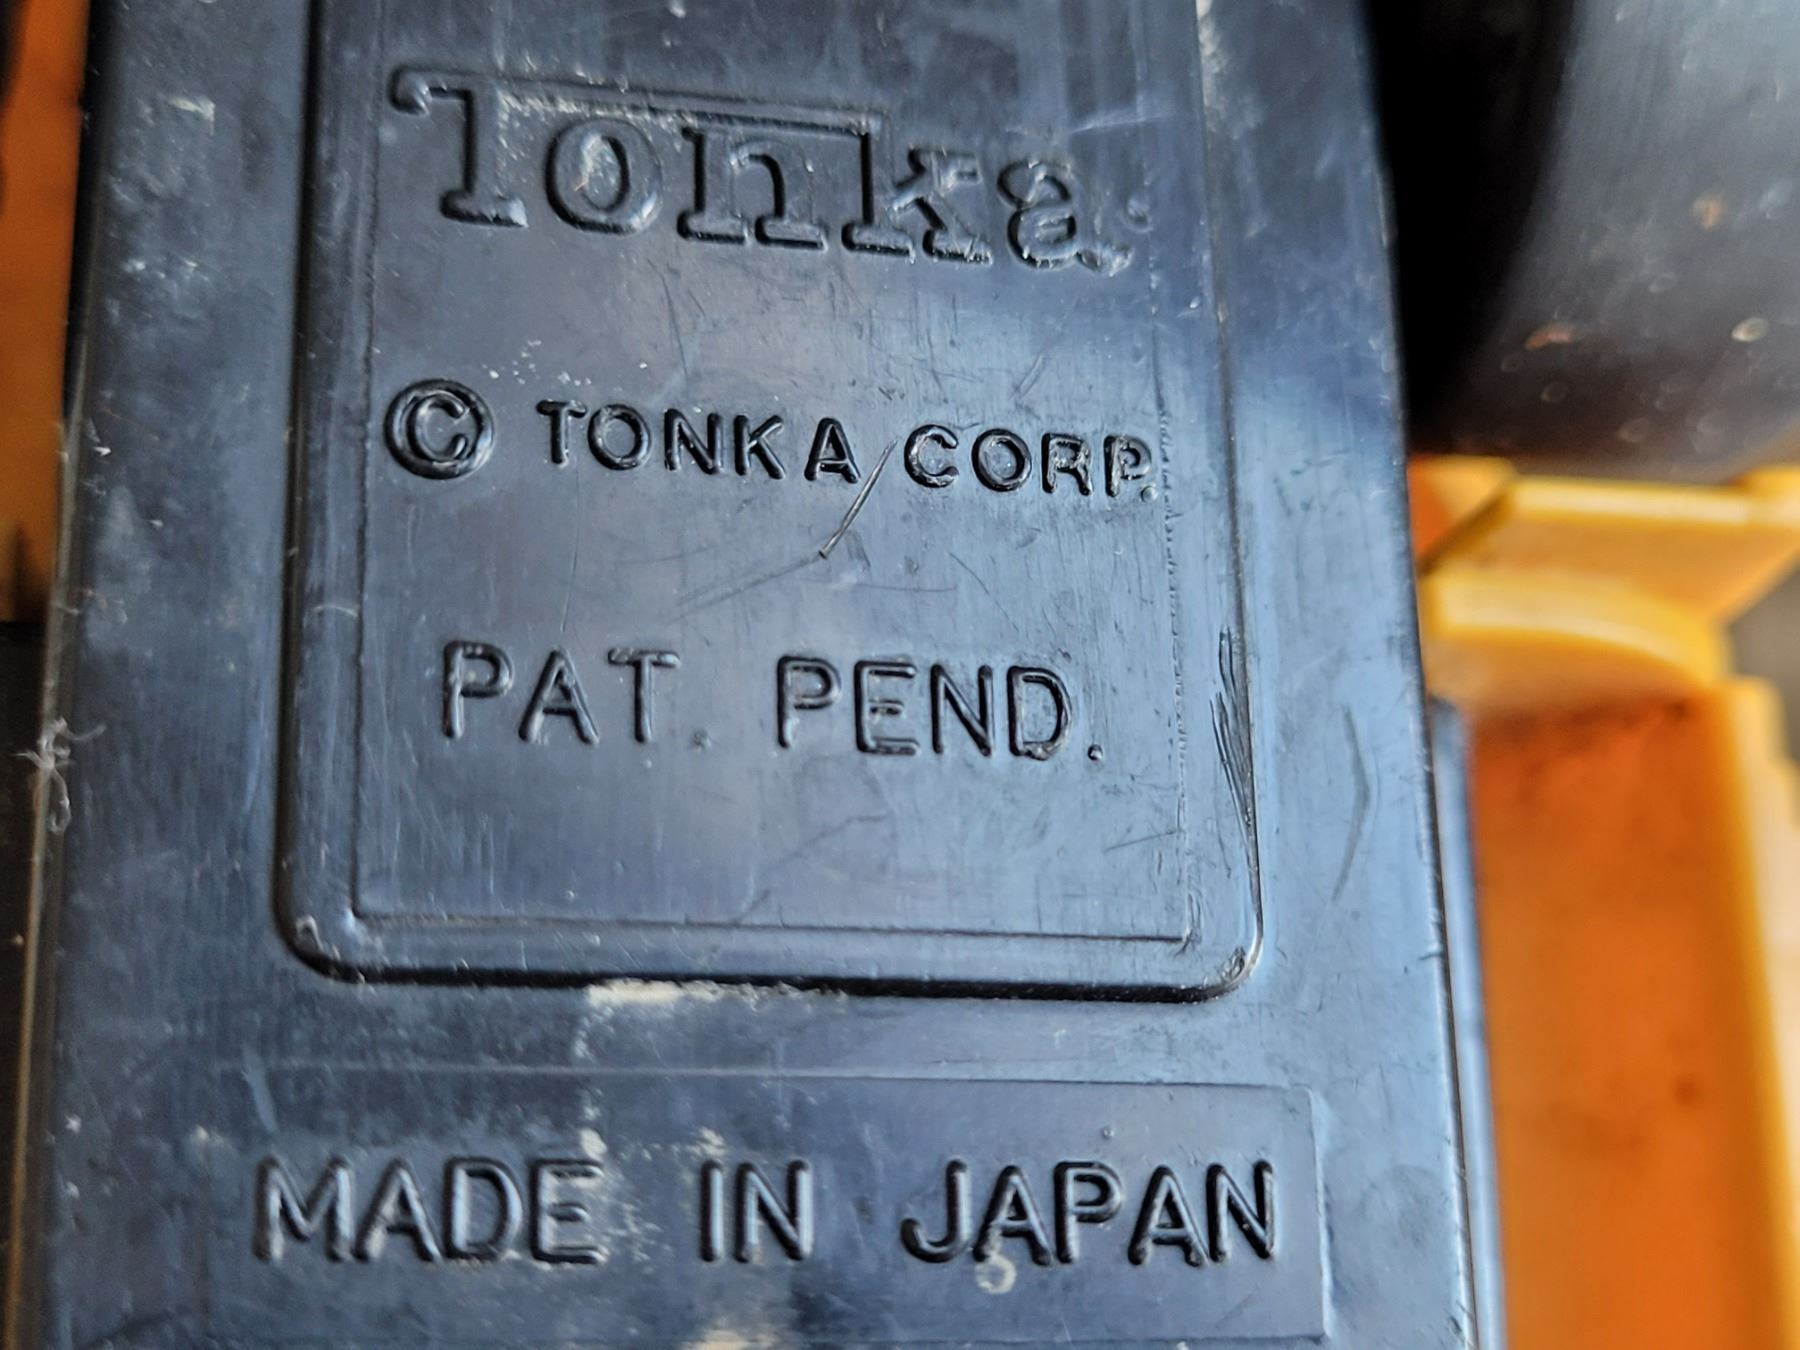 Tonka
© TONKA CORP.
PAT. PEND.
MADE IN JAPAN